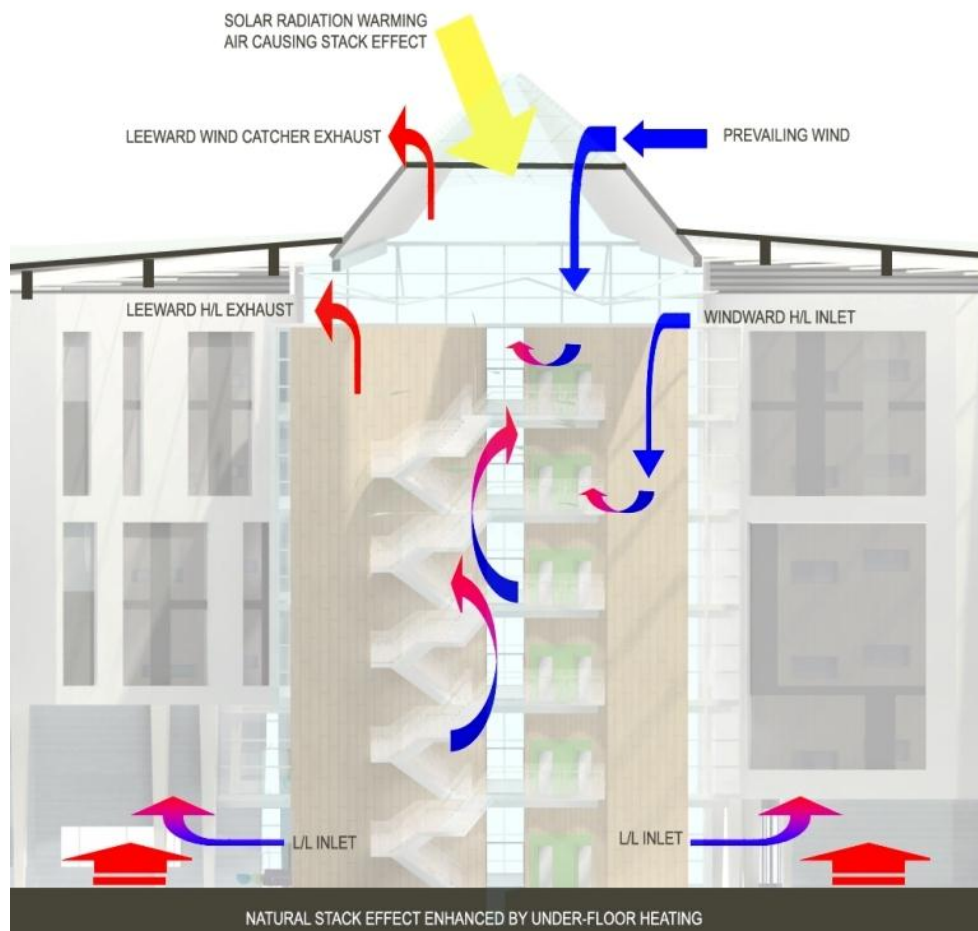 SOLAR RADIATION WARMING
AIR CAUSING STACK EFFECT
LEEWARD WIND CATCHER EXHAUST
PREVAILING WIND
LEEWARD H/L EXHAUST
WINDWARD H/L INLET
L/L INLET
L/L INLET
NATURAL STACK EFFECT ENHANCED BY UNDER-FLOOR HEATING